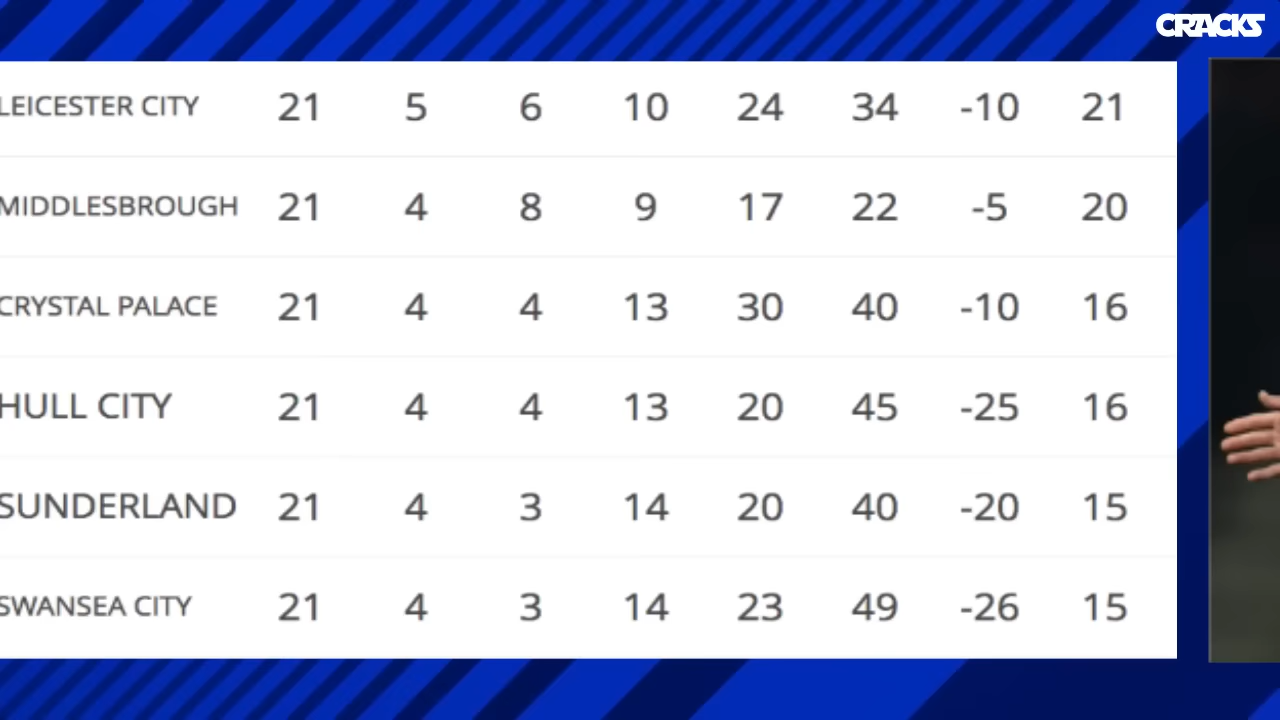 CRACKS
LEICESTER CITY 21 5 6 10 24 34 -10 21
MIDDLESBROUGH 21 4 8 9 17 22 -5 20
CRYSTAL PALACE 21 4 4 13 30 40 -10 16
HULL CITY 21 4 4 13 20 45 -25 16
SUNDERLAND 21 4 3 14 20 40 -20 15
SWANSEA CITY 21 4 3 14 23 49 -26 15